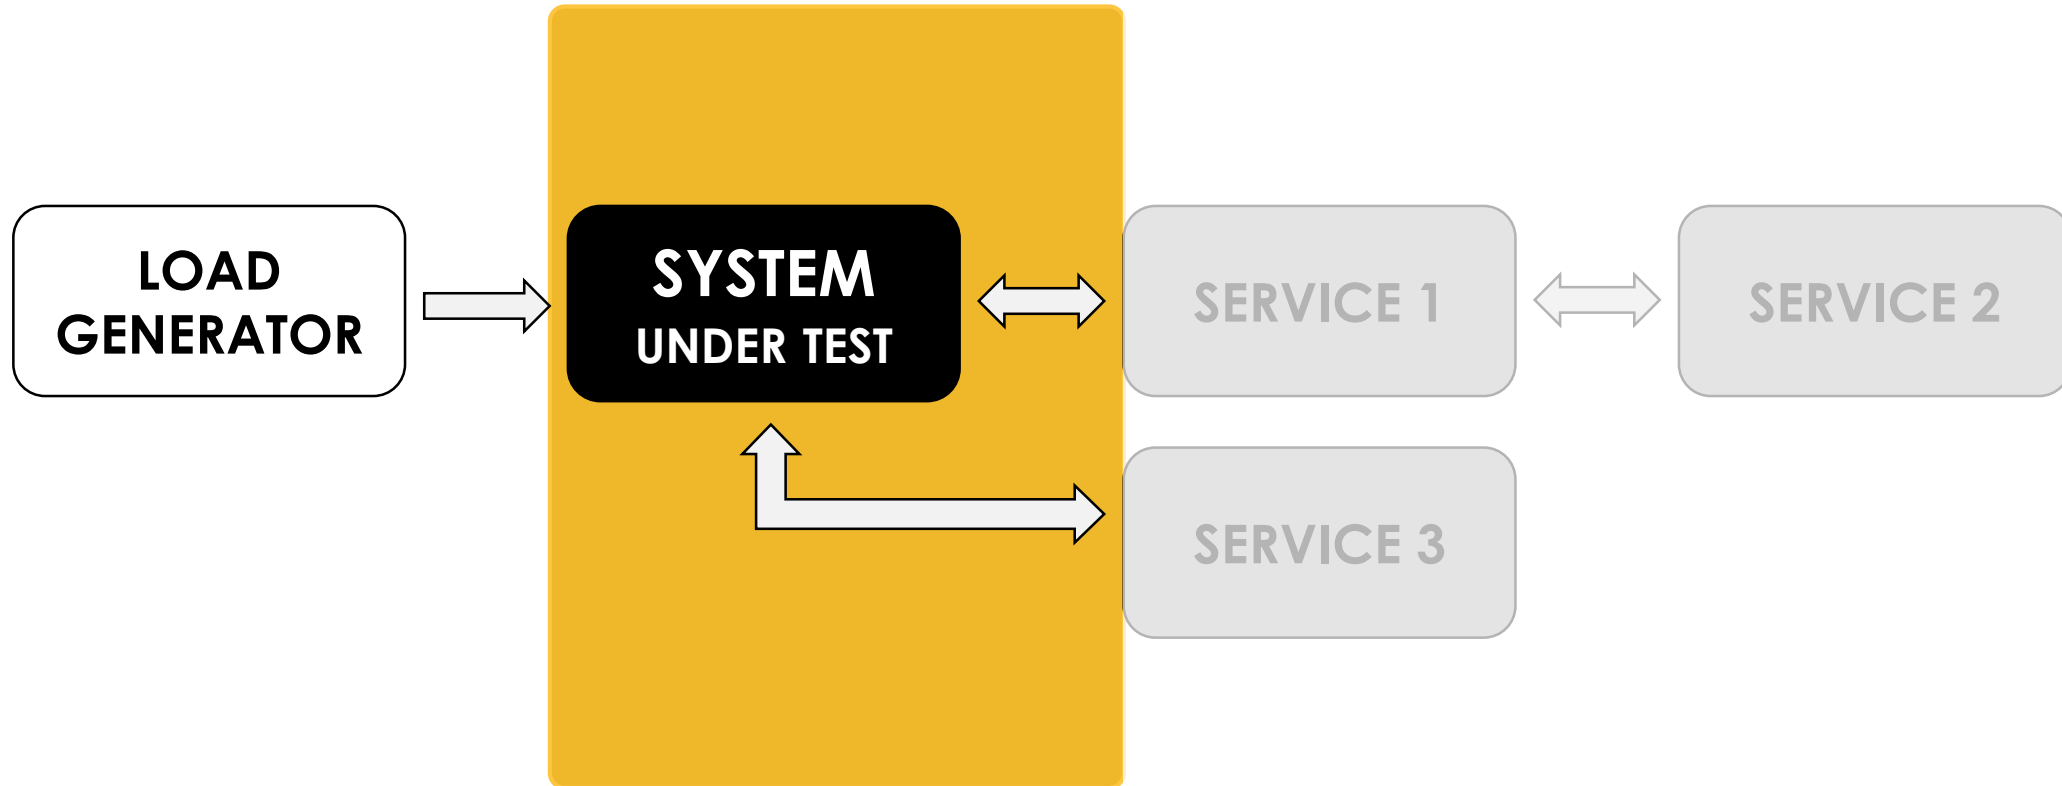 LOAD
GENERATOR
SYSTEM
UNDER TEST
SERVICE 1
SERVICE 2
SERVICE 3